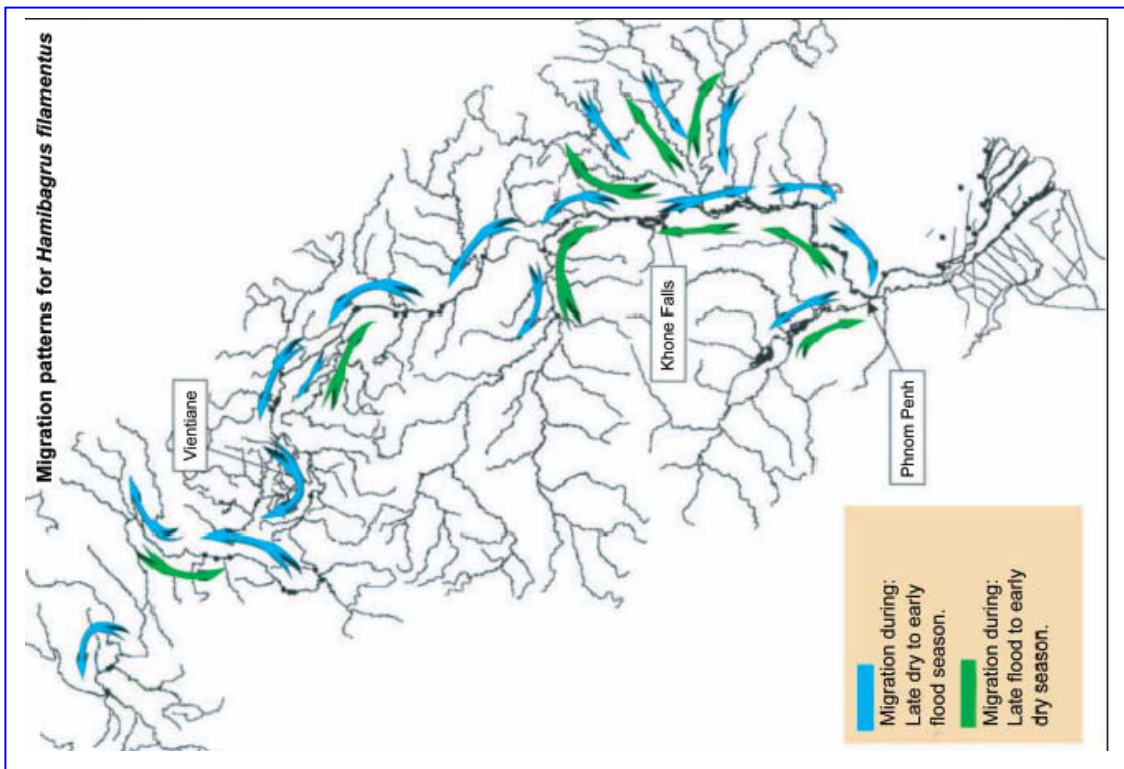 Migration patterns for Hamibagrus filamentus
Vientiane
Khone Falls
Phnom Penh
Migration during:
Late dry to early
flood season.
Migration during:
Late flood to early
dry season.